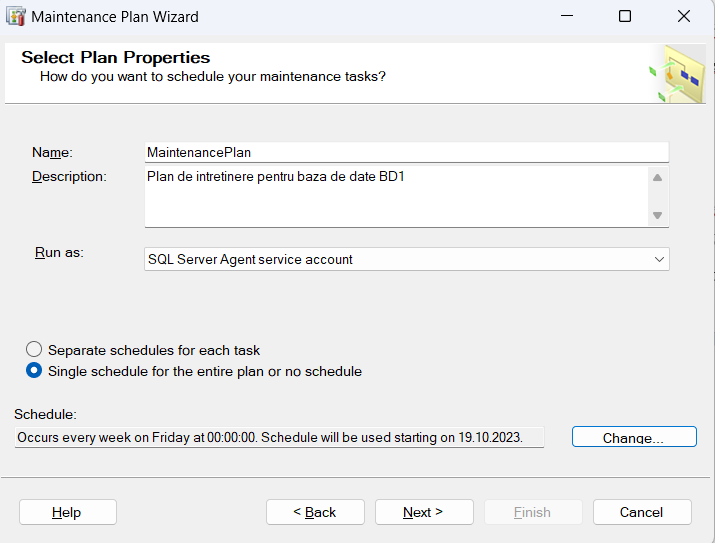 Maintenance Plan Wizard
Select Plan Properties
How do you want to schedule your maintenance tasks?
Name:
MaintenancePlan
Description:
Plan de intretinere pentru baza de date BD1
Run as:
SQL Server Agent service account
Separate schedules for each task
Single schedule for the entire plan or no schedule
Schedule:
Occurs every week on Friday at 00:00:00. Schedule will be used starting on 19.10.2023.
Change...
Help
< Back
Next >
Finish
Cancel